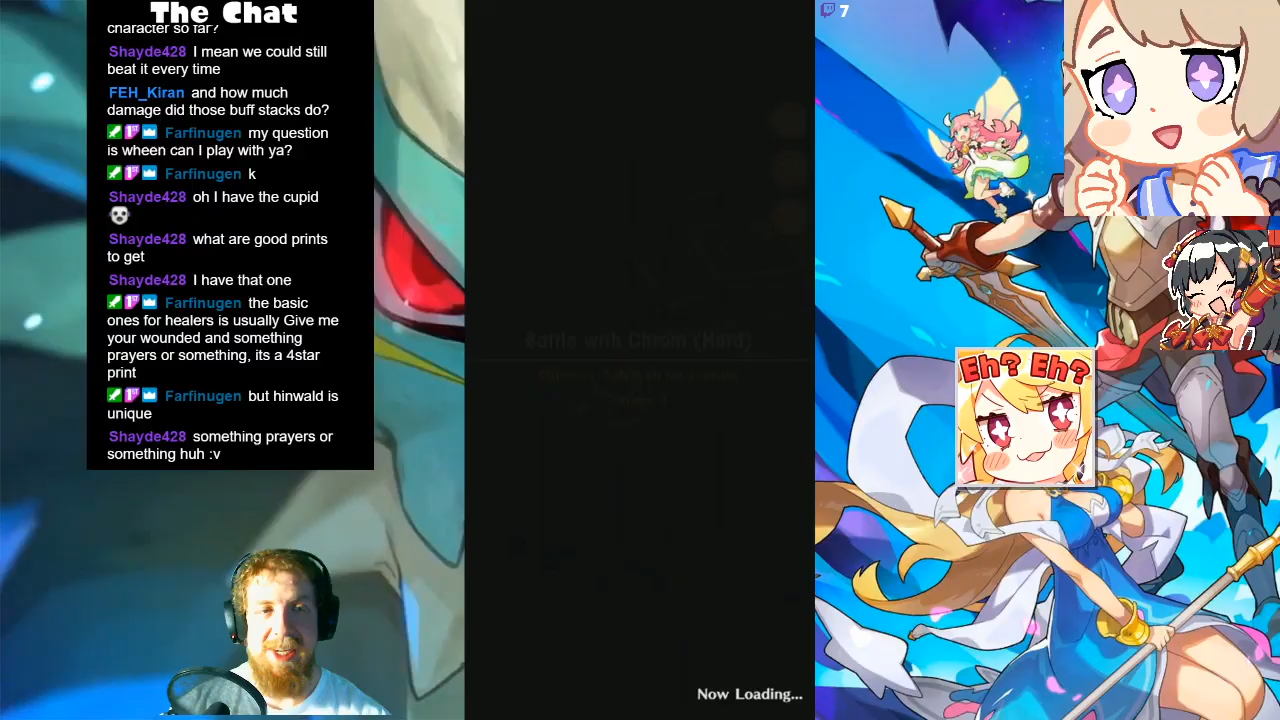 The Chat
character so far?
Shayde428 I mean we could still
beat it every time
FEH_Kiran and how much
damage did those buff stacks do?
Farfinugen my question
is wheen can I play with ya?
Farfinugen k
Shayde428 oh I have the cupid
Shayde428 what are good prints
to get
Shayde428 I have that one
Farfinugen the basic
ones for healers is usually Give me
your wounded and something
prayers or something, its a 4star
print
Farfinugen but hinwald is
unique
Shayde428 something prayers or
something huh :v
Battle with Chrom (Hard)
Now Loading...
7
Eh? Eh?